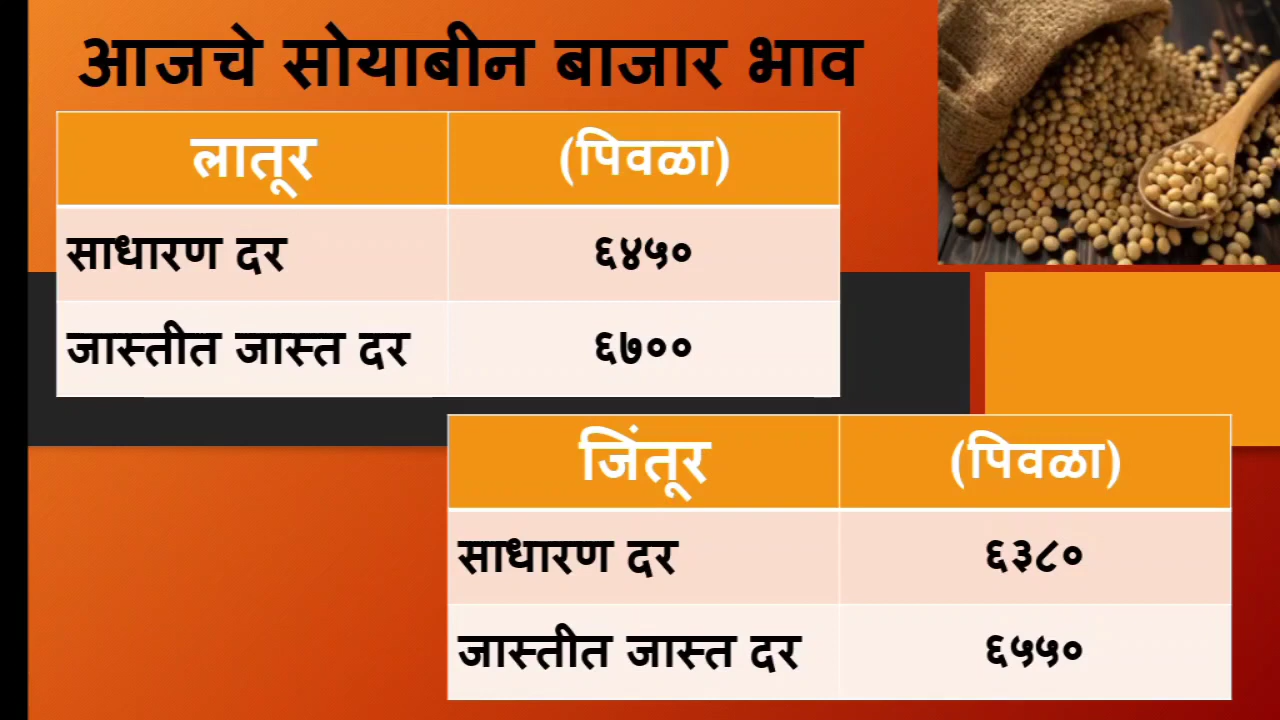 आजचे सोयाबीन बाजार भाव
लातूर (पिवळा)
साधारण दर ६४५०
जास्तीत जास्त दर ६७००
जिंतूर (पिवळा)
साधारण दर ६३८०
जास्तीत जास्त दर ६५५०